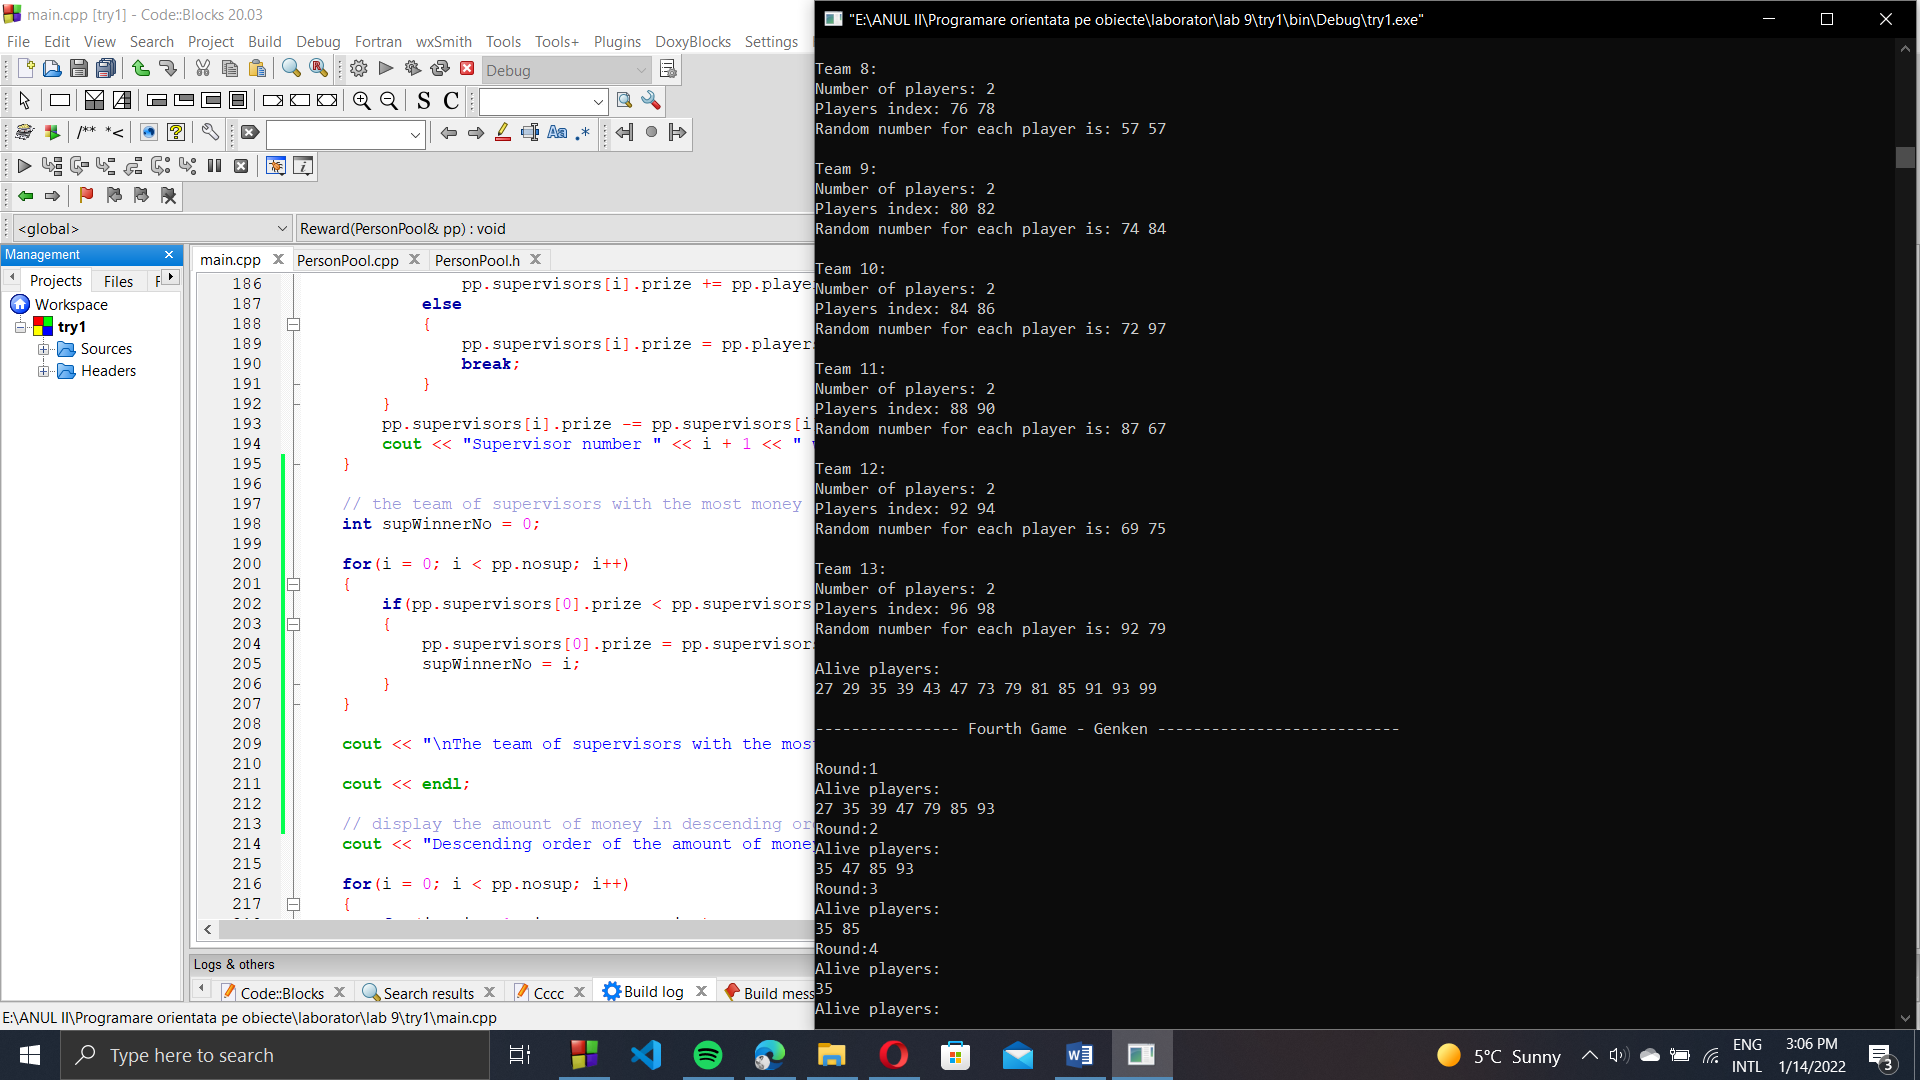 main.cpp [try1] - Code::Blocks 20.03
File Edit View Search Project Build Debug Fortran wxSmith Tools Tools+ Plugins DoxyBlocks Settings
Debug
S C
/** *<
Aa .*
<global>
Reward(PersonPool& pp) : void
Management
Projects Files
Workspace
try1
Sources
Headers
main.cpp PersonPool.cpp PersonPool.h
186 pp.supervisors[i].prize += pp.playe
187 else
188 {
189 pp.supervisors[i].prize = pp.player
190 break;
191 }
192 }
193 pp.supervisors[i].prize -= pp.supervisors[i
194 cout << "Supervisor number " << i + 1 << " w
195 }
196
197 // the team of supervisors with the most money
198 int supWinnerNo = 0;
199
200 for(i = 0; i < pp.nosup; i++)
201 {
202 if(pp.supervisors[0].prize < pp.supervisors
203 {
204 pp.supervisors[0].prize = pp.supervisor
205 supWinnerNo = i;
206 }
207 }
208
209 cout << "\nThe team of supervisors with the mos
210
211 cout << endl;
212
213 // display the amount of money in descending or
214 cout << "Descending order of the amount of mone
215
216 for(i = 0; i < pp.nosup; i++)
217 {
Logs & others
Code::Blocks Search results Cccc Build log Build mess
E:\ANUL II\Programare orientata pe obiecte\laborator\lab 9\try1\main.cpp
"E:\ANUL II\Programare orientata pe obiecte\laborator\lab 9\try1\bin\Debug\try1.exe"
Team 8:
Number of players: 2
Players index: 76 78
Random number for each player is: 57 57
Team 9:
Number of players: 2
Players index: 80 82
Random number for each player is: 74 84
Team 10:
Number of players: 2
Players index: 84 86
Random number for each player is: 72 97
Team 11:
Number of players: 2
Players index: 88 90
Random number for each player is: 87 67
Team 12:
Number of players: 2
Players index: 92 94
Random number for each player is: 69 75
Team 13:
Number of players: 2
Players index: 96 98
Random number for each player is: 92 79
Alive players:
27 29 35 39 43 47 73 79 81 85 91 93 99
---------------- Fourth Game - Genken ---------------------------
Round:1
Alive players:
27 35 39 47 79 85 93
Round:2
Alive players:
35 47 85 93
Round:3
Alive players:
35 85
Round:4
Alive players:
35
Alive players:
Type here to search
5°C Sunny
ENG
INTL
3:06 PM
1/14/2022
3